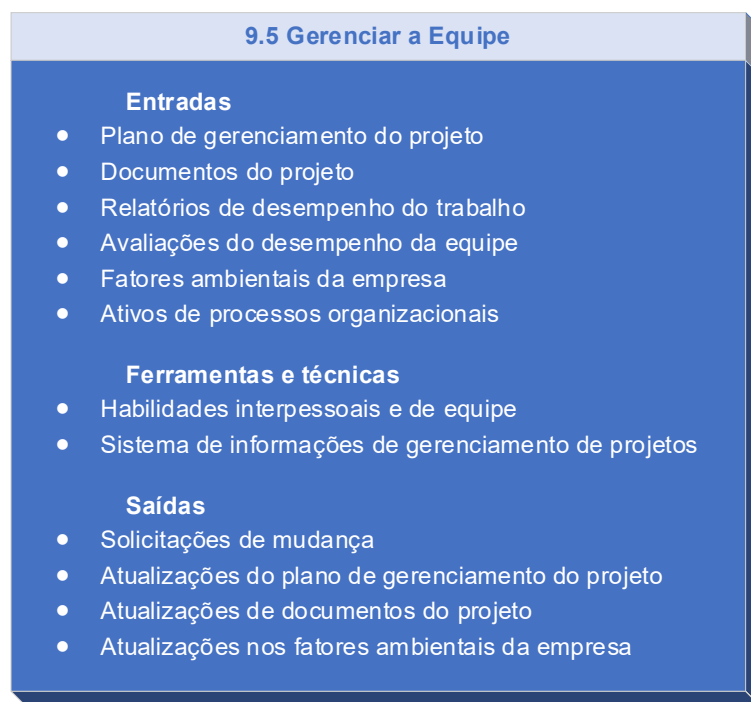 9.5 Gerenciar a Equipe
Entradas
• Plano de gerenciamento do projeto
• Documentos do projeto
• Relatórios de desempenho do trabalho
• Avaliações do desempenho da equipe
• Fatores ambientais da empresa
• Ativos de processos organizacionais
Ferramentas e técnicas
• Habilidades interpessoais e de equipe
• Sistema de informações de gerenciamento de projetos
Saídas
• Solicitações de mudança
• Atualizações do plano de gerenciamento do projeto
• Atualizações de documentos do projeto
• Atualizações nos fatores ambientais da empresa